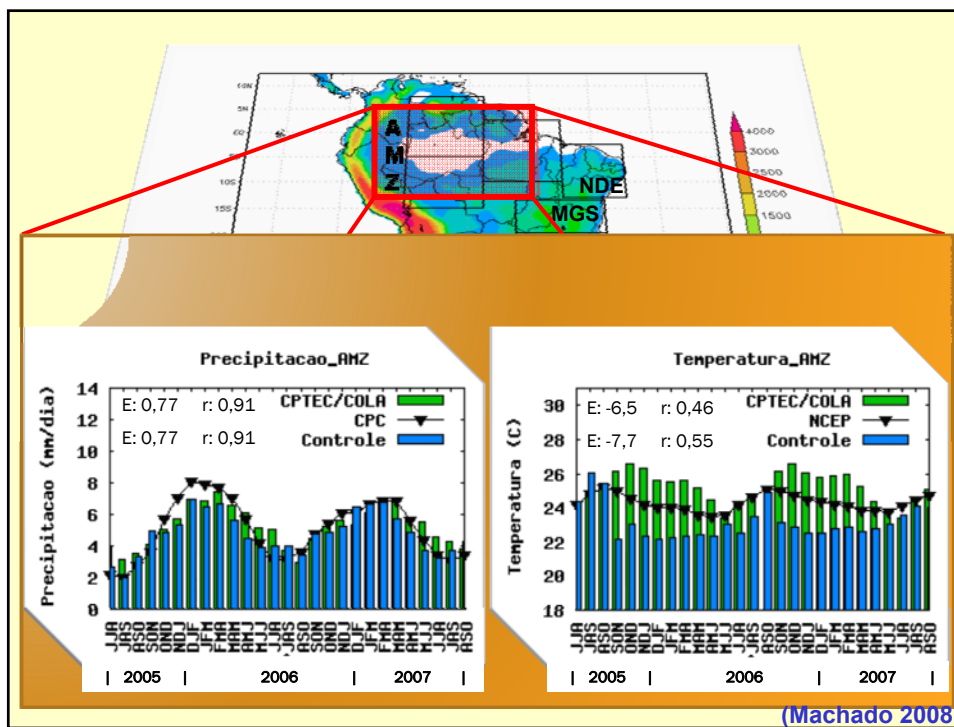 10N
5N
EQ
10S
15S
A
M
Z
NDE
MGS
4000
3000
2000
1500
Precipitacao_AMZ
Precipitacao (mm/dia)
14
12
10
8
6
4
2
0
E: 0,77 r: 0,91 CPTEC/COLA
CPC
E: 0,77 r: 0,91 Controle
JJA JAS ASO SON OND NDJ DJF JFM FMA MAM AMJ MJJ JJA JAS ASO SON OND NDJ DJF JFM FMA MAM AMJ MJJ JJA JAS ASO
| 2005 | 2006 | 2007 |
Temperatura_AMZ
Temperatura (C)
30
28
26
24
22
20
18
E: -6,5 r: 0,46 CPTEC/COLA
NCEP
E: -7,7 r: 0,55 Controle
JJA JAS ASO SON OND NDJ DJF JFM FMA MAM AMJ MJJ JJA JAS ASO SON OND NDJ DJF JFM FMA MAM AMJ MJJ JJA JAS ASO
| 2005 | 2006 | 2007 |
(Machado 2008